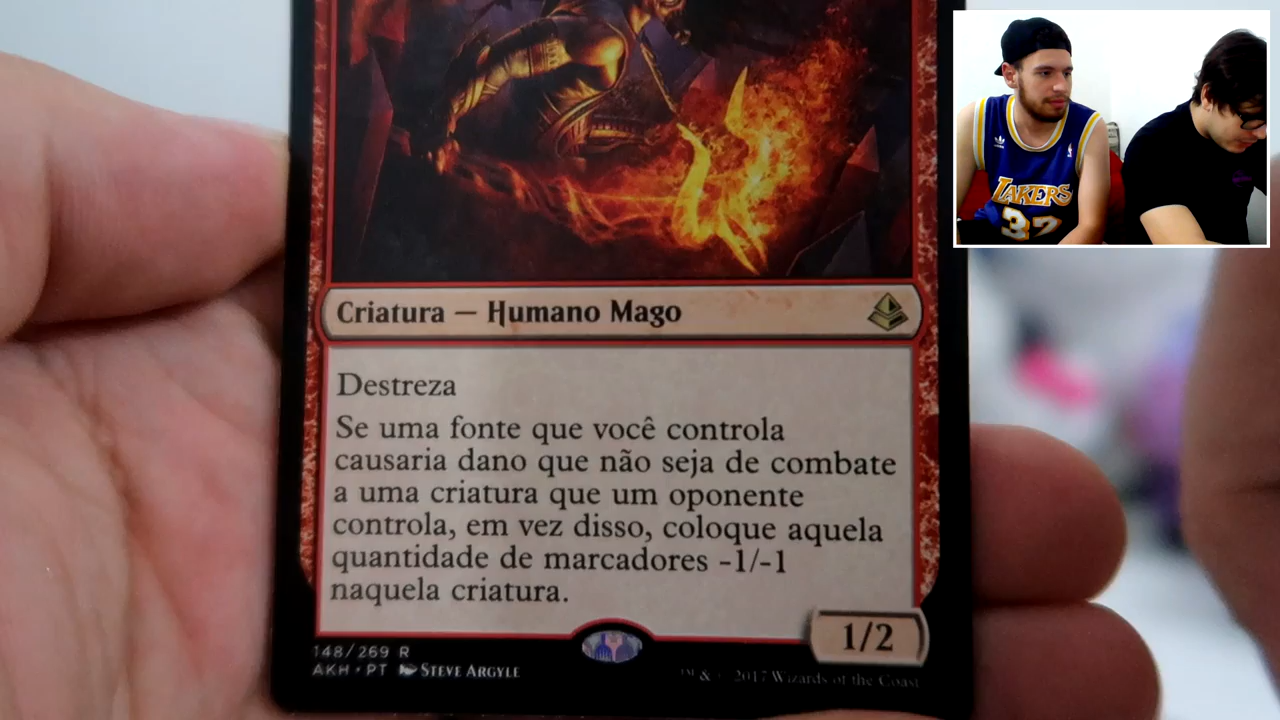 Criatura — Humano Mago
Destreza
Se uma fonte que você controla
causaria dano que não seja de combate
a uma criatura que um oponente
controla, em vez disso, coloque aquela
quantidade de marcadores -1/-1
naquela criatura.
1/2
148/269 R
AKH • PT STEVE ARGYLE
™ & © 2017 Wizards of the Coast
LAKERS
32